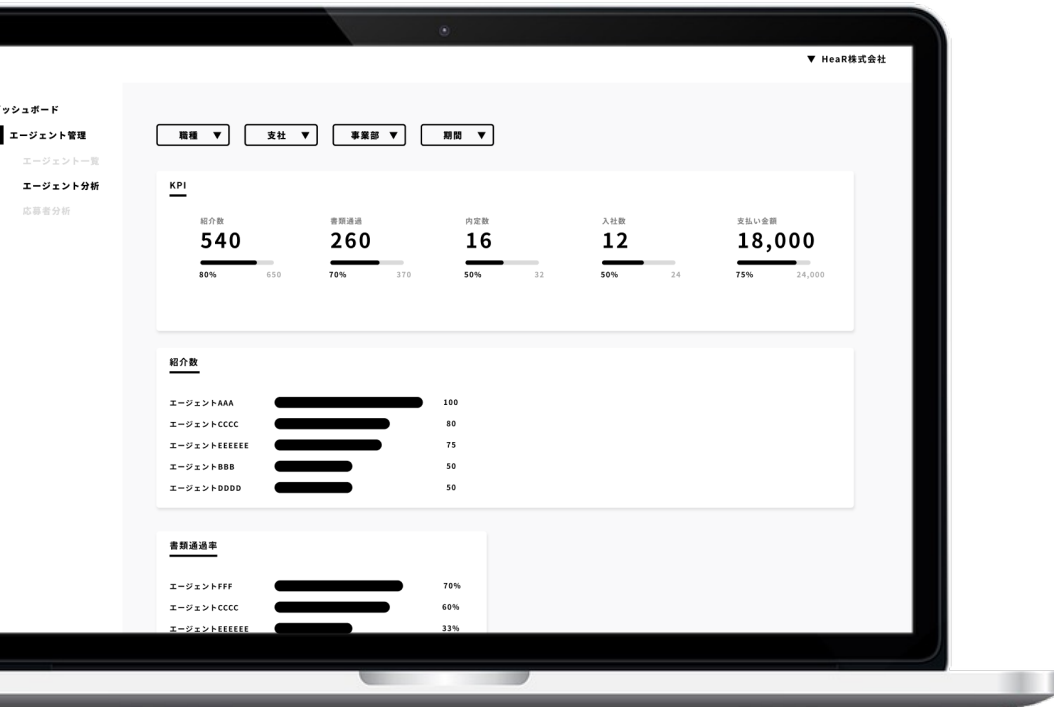 ▼ HeaR株式会社
ッシュボード
エージェント管理
エージェント一覧
エージェント分析
応募者分析
職種 ▼ 支社 ▼ 事業部 ▼ 期間 ▼
KPI
紹介数 書類通過 内定数 入社数 支払い金額
540 260 16 12 18,000
80% 650 70% 370 50% 32 50% 24 75% 24,000
紹介数
エージェントAAA 100
エージェントCCCC 80
エージェントEEEEEE 75
エージェントBBB 50
エージェントDDDD 50
書類通過率
エージェントFFF 70%
エージェントCCCC 60%
エージェントEEEEEE 33%